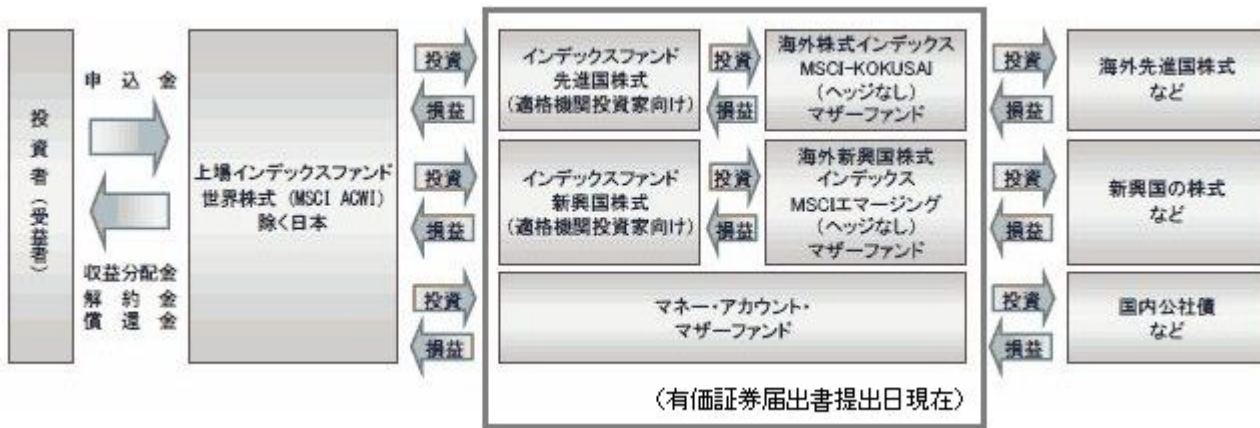 投資者（受益者）
申込金
収益分配金
解約金
償還金
上場インデックスファンド
世界株式（MSCI ACWI）
除く日本
投資
損益
投資
損益
投資
損益
インデックスファンド
先進国株式
（適格機関投資家向け）
投資
損益
海外株式インデックス
MSCI-KOKUSAI
（ヘッジなし）
マザーファンド
投資
損益
海外先進国株式
など
インデックスファンド
新興国株式
（適格機関投資家向け）
投資
損益
海外新興国株式
インデックス
MSCIエマージング
（ヘッジなし）
マザーファンド
投資
損益
新興国の株式
など
マネー・アカウント・
マザーファンド
投資
損益
国内公社債
など
（有価証券届出書提出日現在）